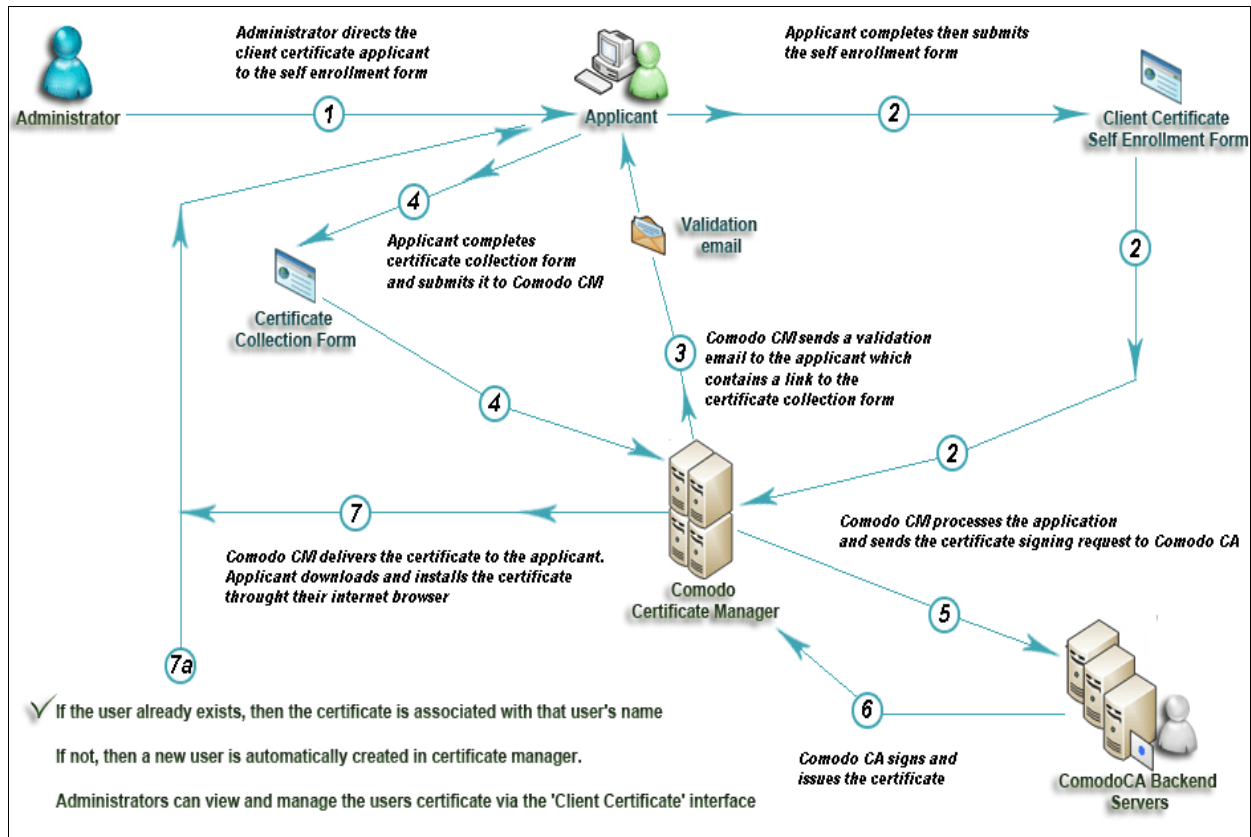 Administrator directs the
client certificate applicant
to the self enrollment form
Applicant completes then submits
the self enrollment form
Administrator
1
Applicant
2
Client Certificate
Self Enrollment Form
4
Applicant completes
certificate collection form
and submits it to Comodo CM
Validation
email
2
Certificate
Collection Form
3
Comodo CM sends a validation
email to the applicant which
contains a link to the
certificate collection form
4
2
7
Comodo CM delivers the certificate to the applicant.
Applicant downloads and installs the certificate
throught their internet browser
Comodo CM processes the application
and sends the certificate signing request to Comodo CA
Comodo
Certificate Manager
5
7a
6
If the user already exists, then the certificate is associated with that user's name
If not, then a new user is automatically created in certificate manager.
Administrators can view and manage the users certificate via the 'Client Certificate' interface
Comodo CA signs and
issues the certificate
ComodoCA Backend
Servers